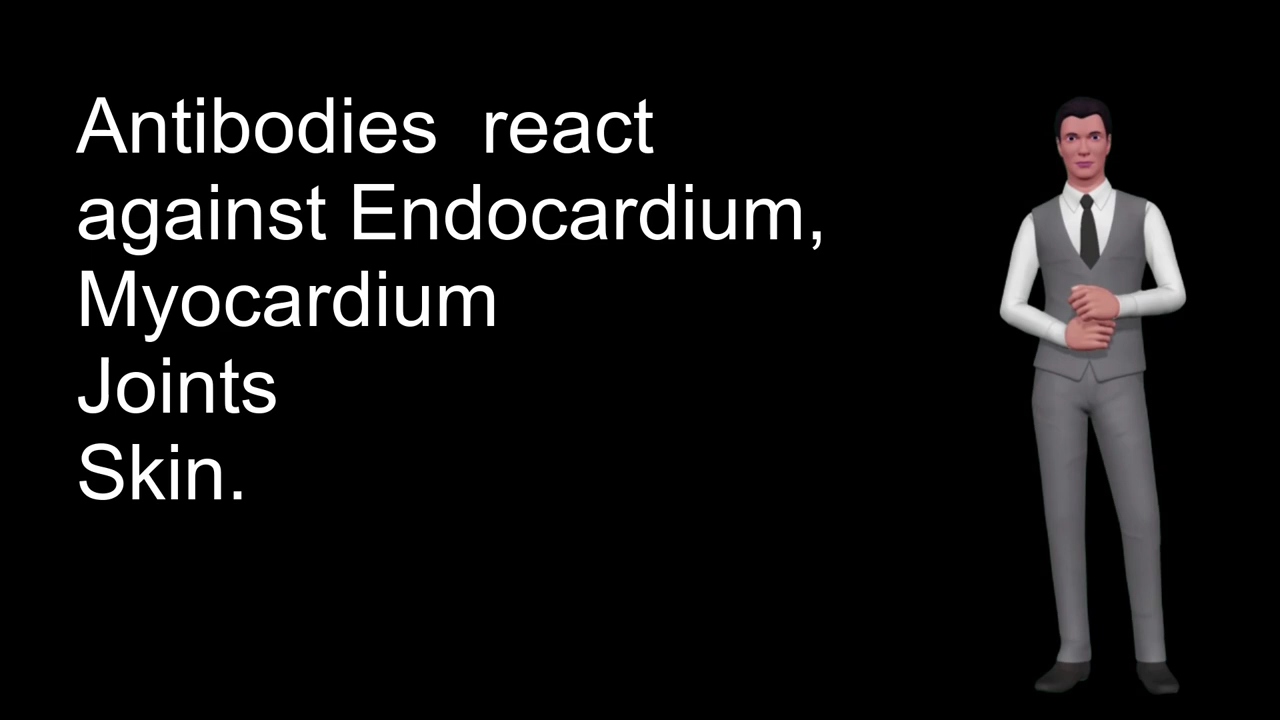 Antibodies  react
against Endocardium,
Myocardium
Joints
Skin.